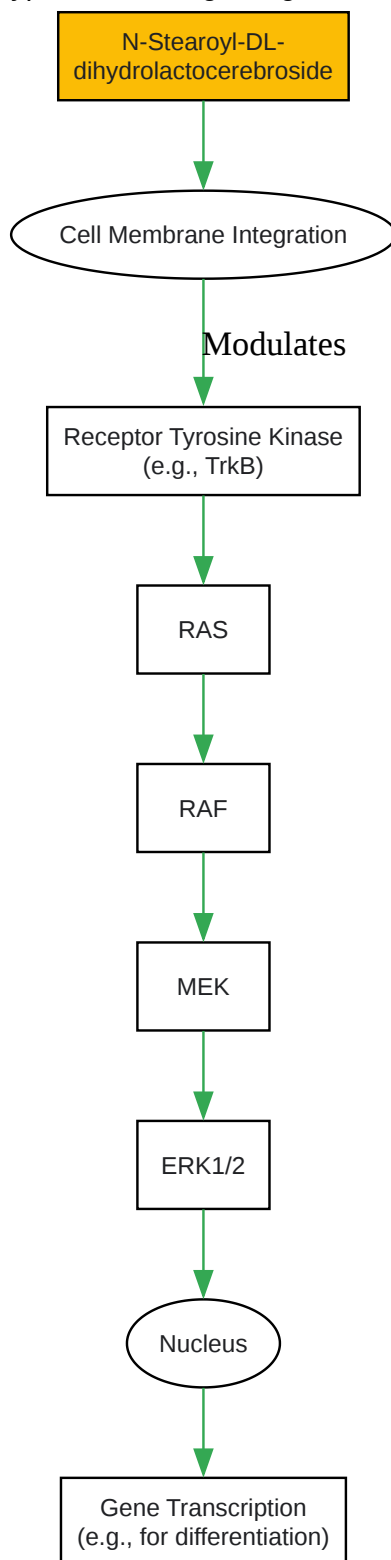 N-Stearoyl-DL-
dihydrolactocerebroside
Cell Membrane Integration
Modulates
Receptor Tyrosine Kinase
(e.g., TrkB)
RAS
RAF
MEK
ERK1/2
Nucleus
Gene Transcription
(e.g., for differentiation)